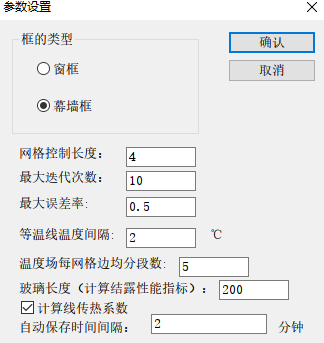 参数设置
框的类型
确认
窗框
取消
幕墙框
网格控制长度: 4
最大迭代次数: 10
最大误差率: 0.5
等温线温度间隔: 2 ℃
温度场每网格边均分段数: 5
玻璃长度（计算结露性能指标）: 200
计算线传热系数
自动保存时间间隔: 2 分钟